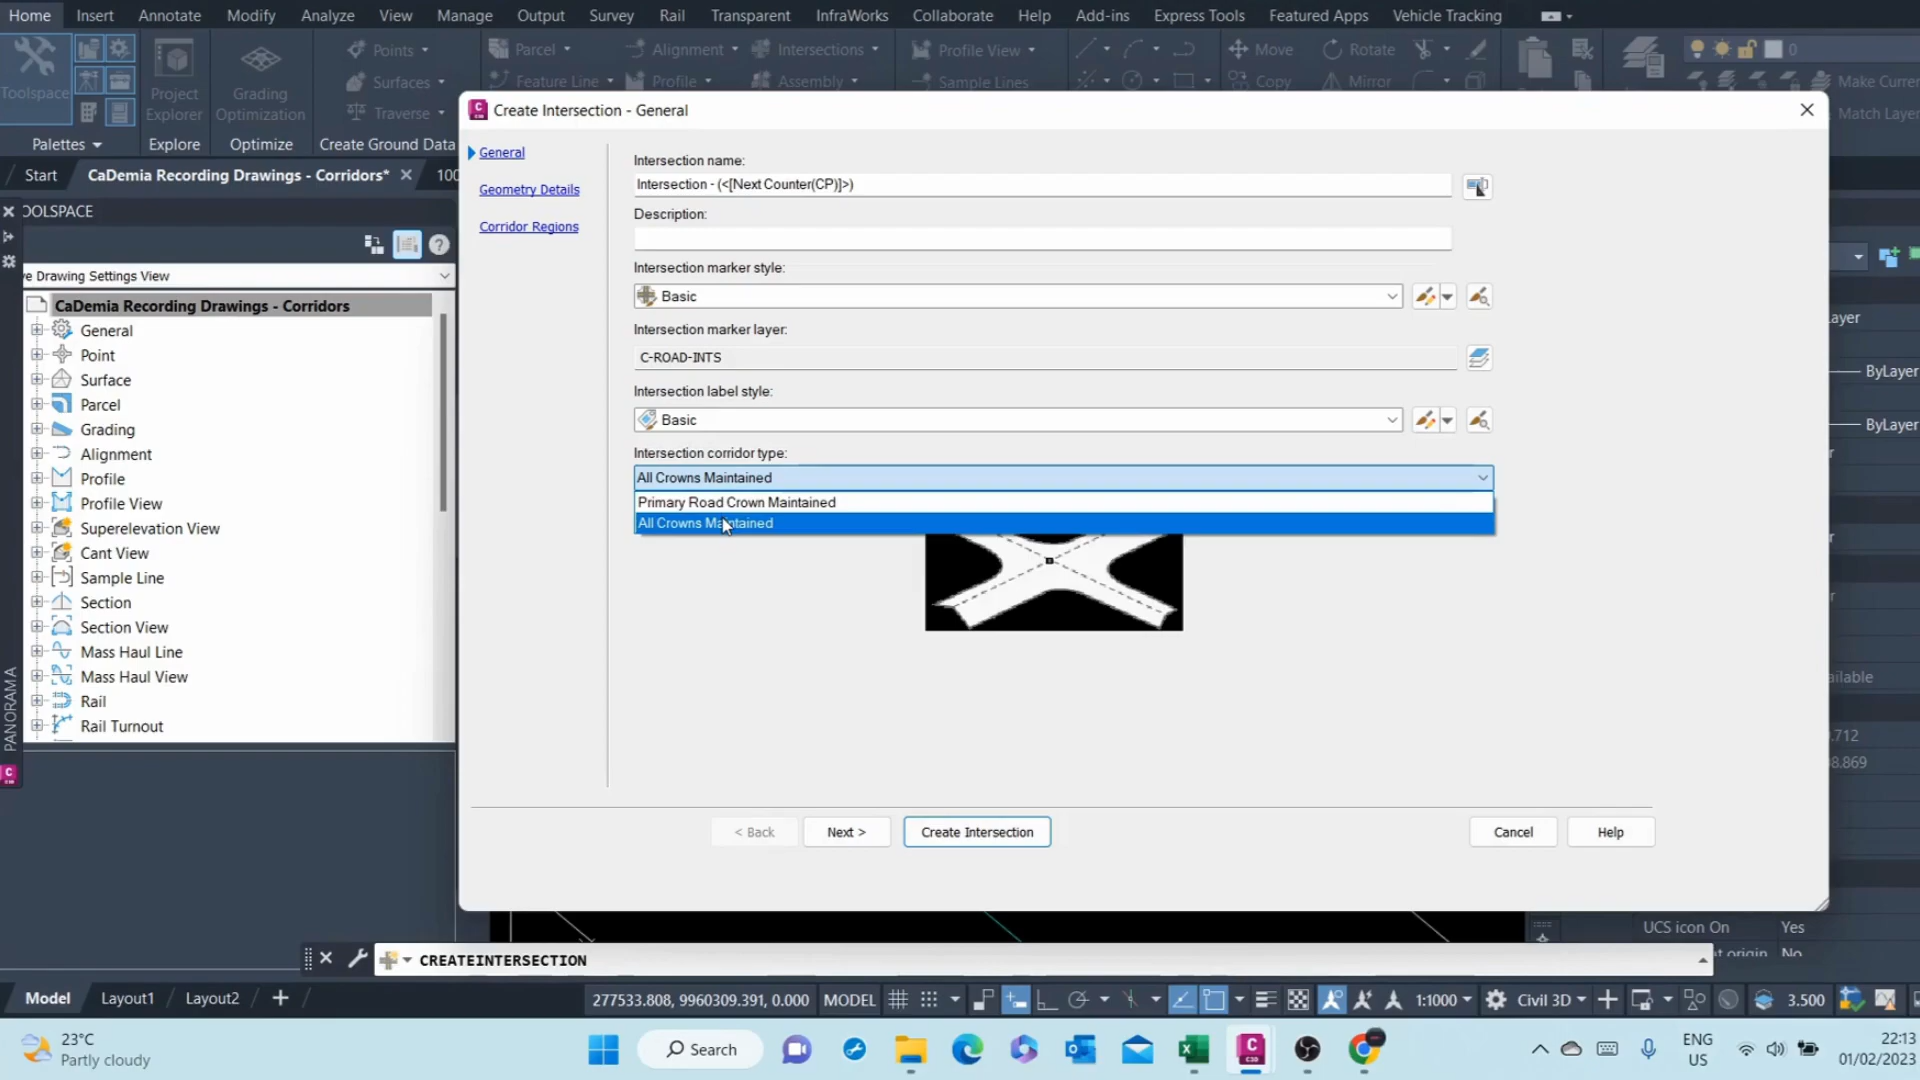 Home Insert Annotate Modify Analyze View Manage Output Survey Rail Transparent InfraWorks Collaborate Help Add-ins Express Tools Featured Apps Vehicle Tracking
Points Parcel Alignment Intersections Profile View Move Rotate 0
Toolspace Project Explorer Grading Optimization Surfaces Feature Line Profile Assembly Sample Lines Copy Mirror Make Curre
Traverse Match Layer
Palettes Explore Optimize Create Ground Data
Start CaDemia Recording Drawings - Corridors* 100
OOLSPACE
e Drawing Settings View
CaDemia Recording Drawings - Corridors
General
Point
Surface
Parcel
Grading
Alignment
Profile
Profile View
Superelevation View
Cant View
Sample Line
Section
Section View
Mass Haul Line
Mass Haul View
Rail
Rail Turnout
PANORAMA
Create Intersection - General
General
Geometry Details
Corridor Regions
Intersection name:
Intersection - (<[Next Counter(CP)]>)
Description:
Intersection marker style:
Basic
Intersection marker layer:
C-ROAD-INTS
Intersection label style:
Basic
Intersection corridor type:
All Crowns Maintained
Primary Road Crown Maintained
All Crowns Maintained
< Back Next > Create Intersection Cancel Help
ayer
ByLayer
ByLayer
ailable
.712
8.869
UCS icon On Yes
No
CREATEINTERSECTION
Model Layout1 Layout2 277533.808, 9960309.391, 0.000 MODEL 1:1000 Civil 3D 3.500
23°C
Partly cloudy
Search
ENG
US
22:13
01/02/2023